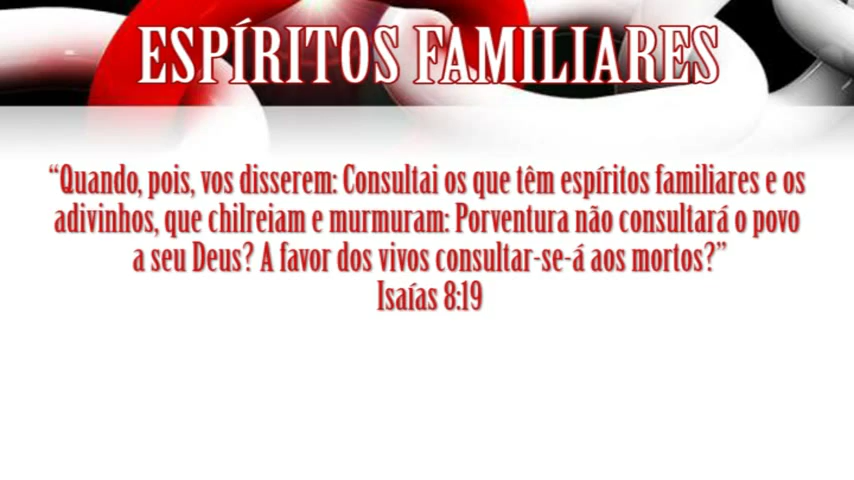 ESPÍRITOS FAMILIARES
“Quando, pois, vos disserem: Consultai os que têm espíritos familiares e os
adivinhos, que chilreiam e murmuram: Porventura não consultará o povo
a seu Deus? A favor dos vivos consultar-se-á aos mortos?”
Isaías 8:19